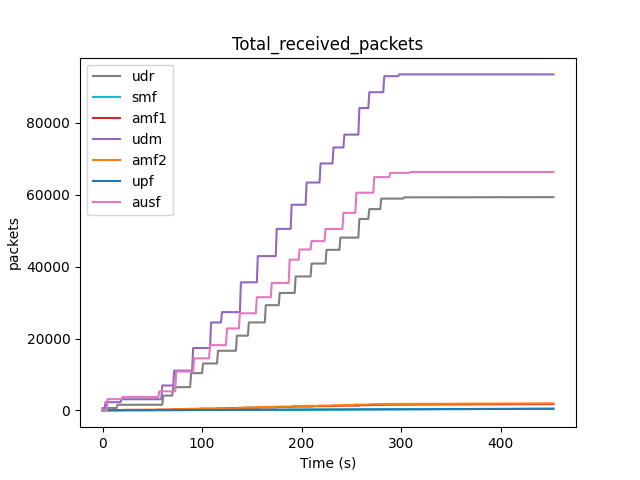 Total_received_packets
udr
smf
amf1
udm
amf2
upf
ausf
packets
80000
60000
40000
20000
0
0 100 200 300 400
Time (s)